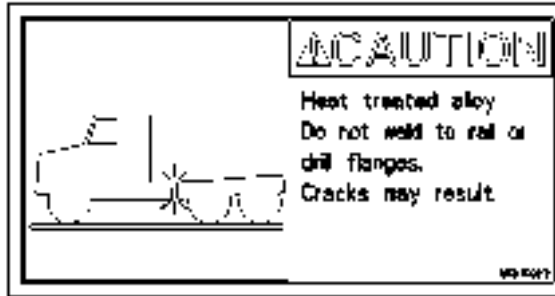 ⚠CAUTION
Heat treated alloy
Do not weld to rail or
drill flanges.
Cracks may result